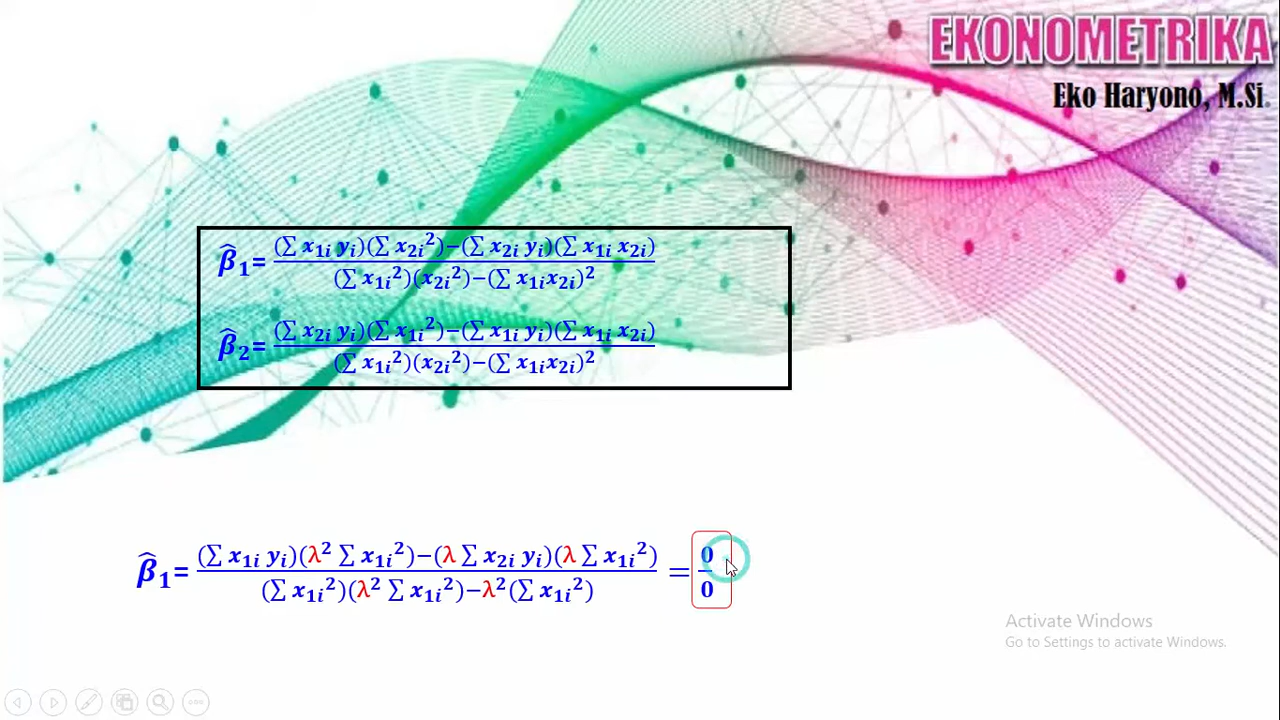 EKONOMETRIKA
Eko Haryono, M.Si.
β̂₁= (∑ x₁ᵢ yᵢ)(∑ x₂ᵢ²)−(∑ x₂ᵢ yᵢ)(∑ x₁ᵢ x₂ᵢ)
(∑ x₁ᵢ²)(x₂ᵢ²)−(∑ x₁ᵢx₂ᵢ)²
β̂₂= (∑ x₂ᵢ yᵢ)(∑ x₁ᵢ²)−(∑ x₁ᵢ yᵢ)(∑ x₁ᵢ x₂ᵢ)
(∑ x₁ᵢ²)(x₂ᵢ²)−(∑ x₁ᵢx₂ᵢ)²
β̂₁= (∑ x₁ᵢ yᵢ)(λ² ∑ x₁ᵢ²)−(λ ∑ x₂ᵢ yᵢ)(λ ∑ x₁ᵢ²) = 0
(∑ x₁ᵢ²)(λ² ∑ x₁ᵢ²)−λ²(∑ x₁ᵢ²) 0
Activate Windows
Go to Settings to activate Windows.